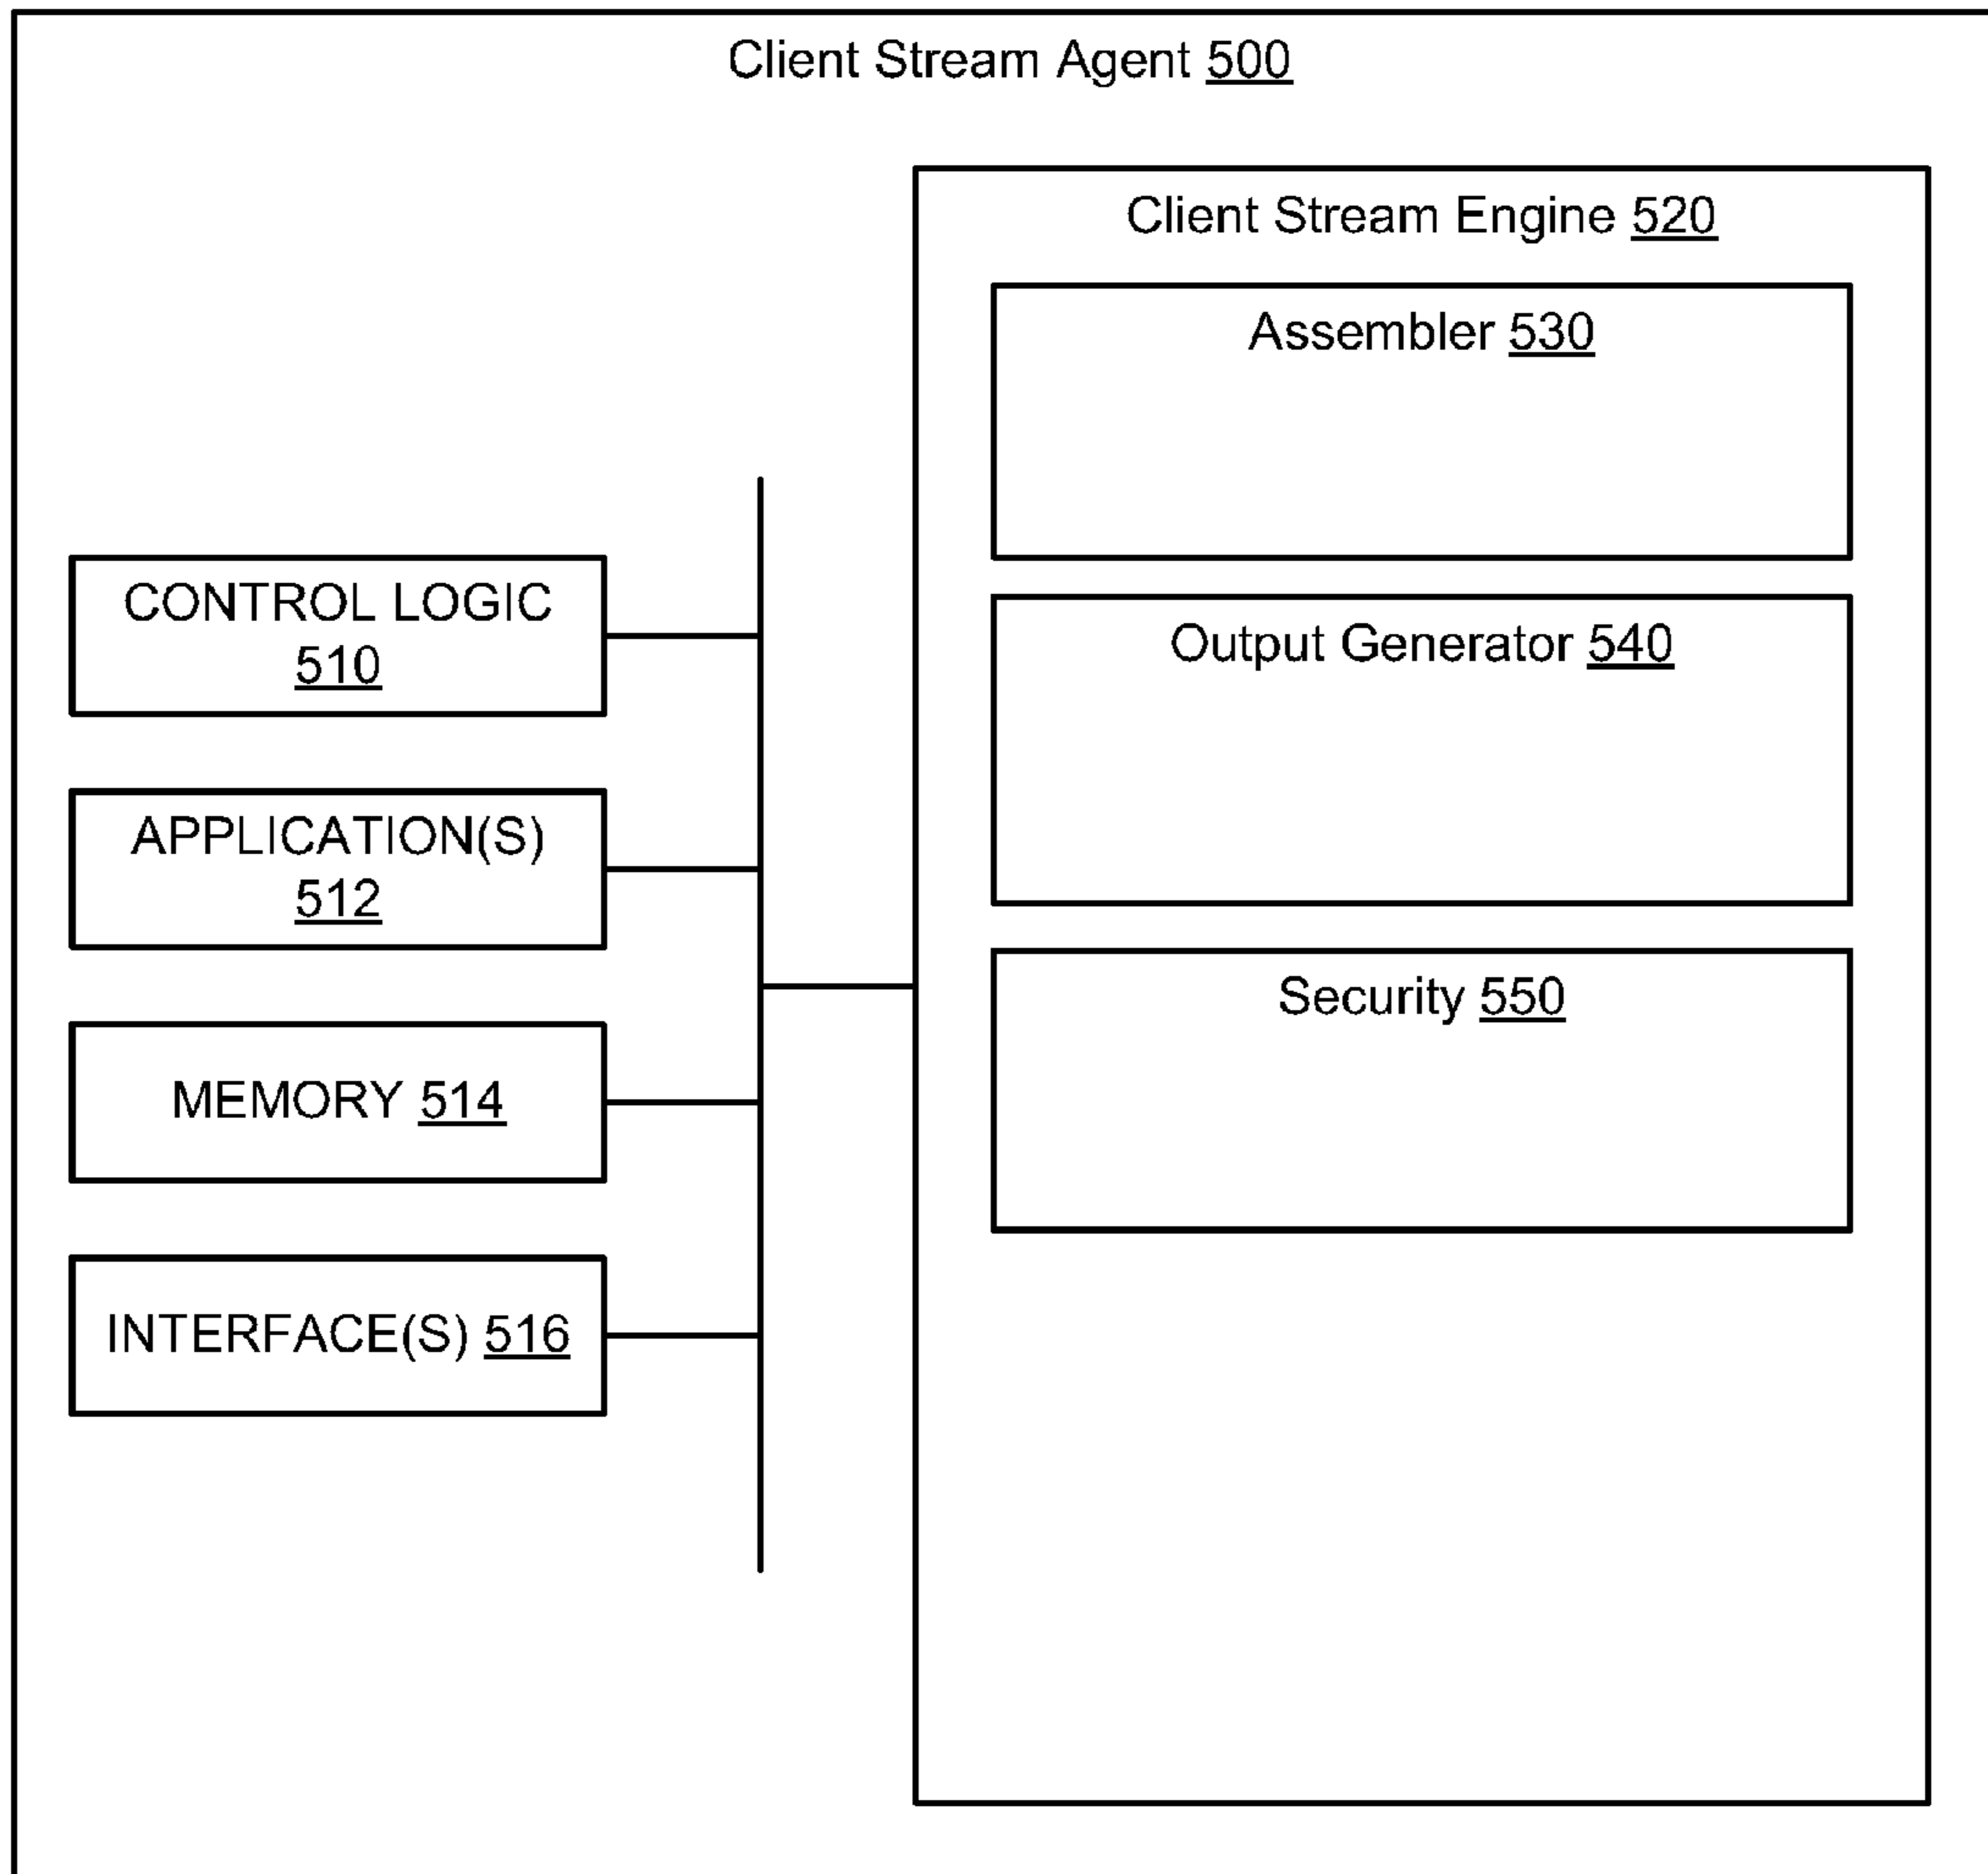 Client Stream Agent 500
Client Stream Engine 520
Assembler 530
Output Generator 540
Security 550
CONTROL LOGIC
510
APPLICATION(S)
512
MEMORY 514
INTERFACE(S) 516